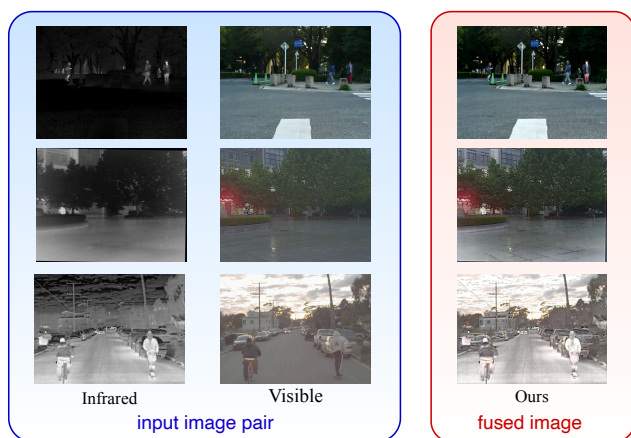 Infrared
Visible
Ours
input image pair
fused image